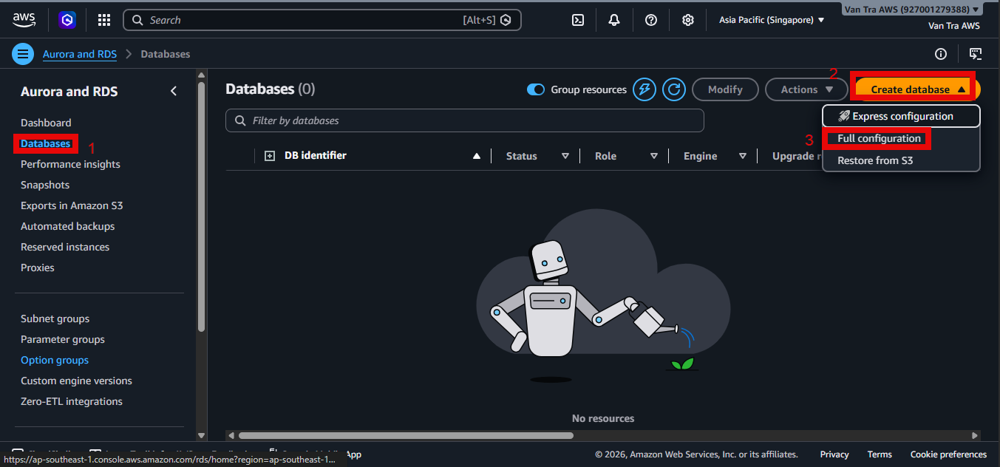 aws
Search [Alt+S]
Asia Pacific (Singapore)
Van Tra AWS (927001279388)
Van Tra AWS
Aurora and RDS
Databases
Aurora and RDS
Dashboard
Databases
1
Performance insights
Snapshots
Exports in Amazon S3
Automated backups
Reserved instances
Proxies
Subnet groups
Parameter groups
Option groups
Custom engine versions
Zero-ETL integrations
Databases (0)
Group resources
Modify
Actions
2
Create database
Express configuration
3
Full configuration
Restore from S3
Filter by databases
DB identifier
Status
Role
Engine
Upgrade
No resources
App
https://ap-southeast-1.console.aws.amazon.com/rds/home?region=ap-southeast-1...
© 2026, Amazon Web Services, Inc. or its affiliates.
Privacy
Terms
Cookie preferences